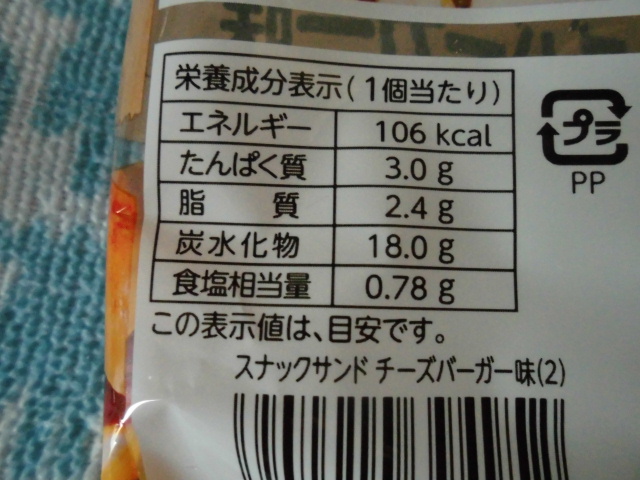 栄養成分表示(1個当たり)
エネルギー 106 kcal
たんぱく質 3.0 g
脂質 2.4 g
炭水化物 18.0 g
食塩相当量 0.78 g
この表示値は、目安です。
プラ
PP
スナックサンド チーズバーガー味(2)